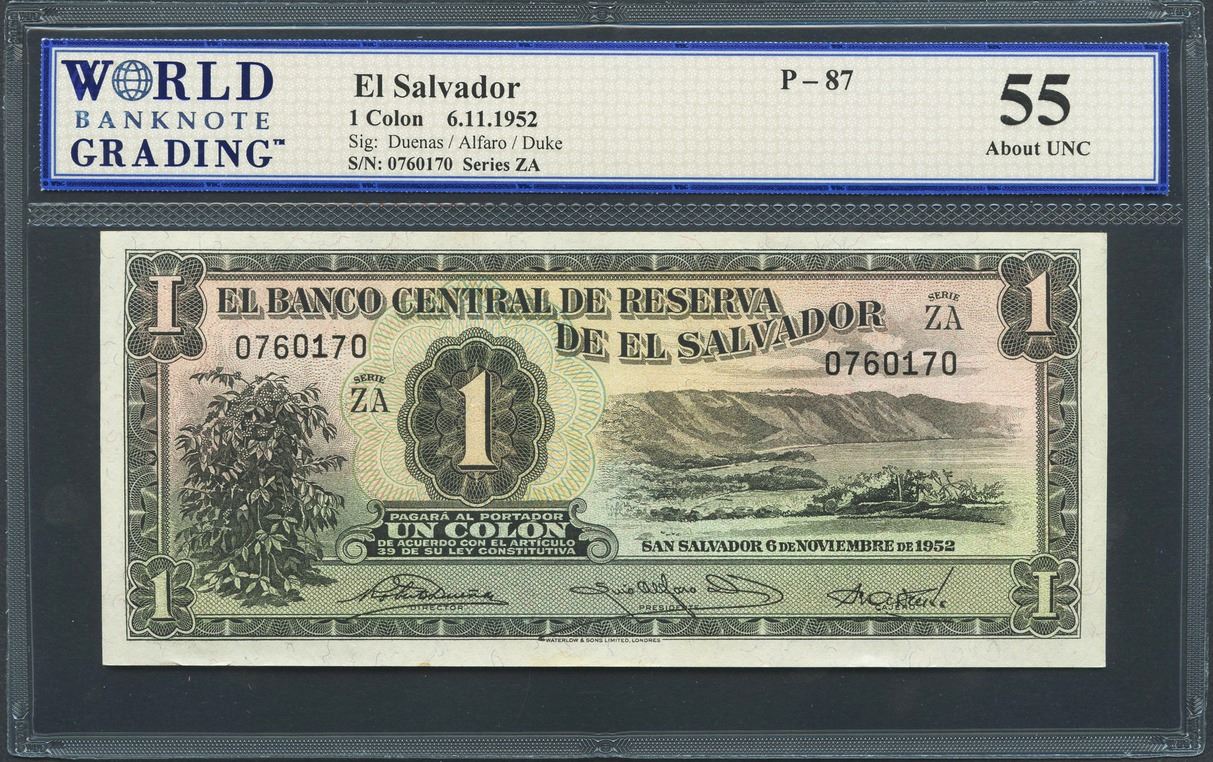 WORLD
BANKNOTE
GRADING™
El Salvador
1 Colon 6.11.1952
Sig: Duenas / Alfaro / Duke
S/N: 0760170 Series ZA
P – 87
55
About UNC
I
1
EL BANCO CENTRAL DE RESERVA
DE EL SALVADOR
SERIE
ZA
0760170
0760170
SERIE
ZA
1
PAGARÁ AL PORTADOR
UN COLON
DE ACUERDO CON EL ARTÍCULO
39 DE SU LEY CONSTITUTIVA
SAN SALVADOR 6 DE NOVIEMBRE DE 1952
1
I
DIRECTOR
PRESIDENTE
CAJERO
WATERLOW & SONS LIMITED, LONDRES